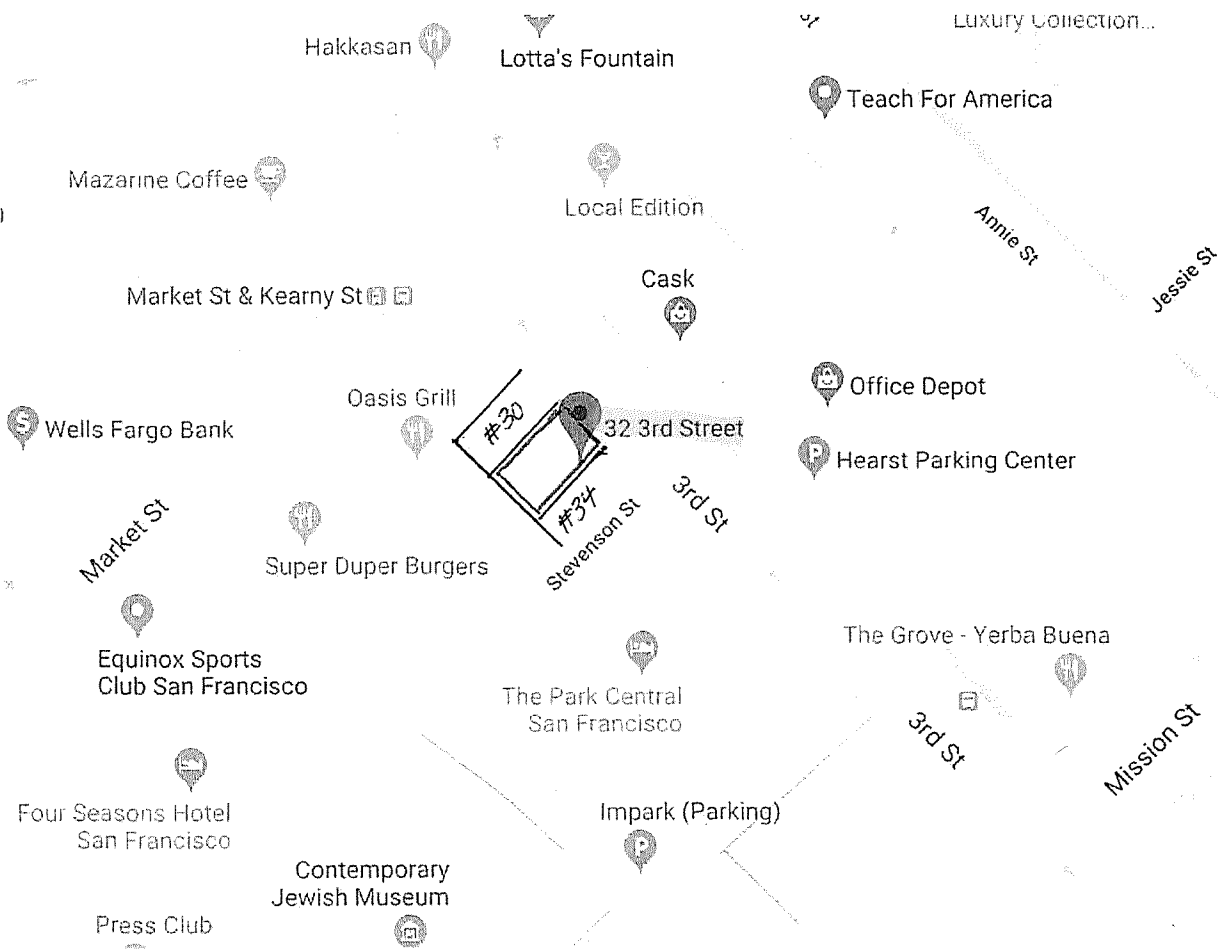 Luxury Collection...
Hakkasan
Lotta's Fountain
St
Teach For America
Mazarine Coffee
Local Edition
Annie St
Jessie St
Cask
Market St & Kearny St
Office Depot
Oasis Grill
#30
32 3rd Street
Wells Fargo Bank
Hearst Parking Center
P
#34
3rd St
Stevenson St
Market St
Super Duper Burgers
The Grove - Yerba Buena
Equinox Sports
Club San Francisco
The Park Central
San Francisco
3rd St
Mission St
Four Seasons Hotel
San Francisco
Impark (Parking)
P
Contemporary
Jewish Museum
Press Club